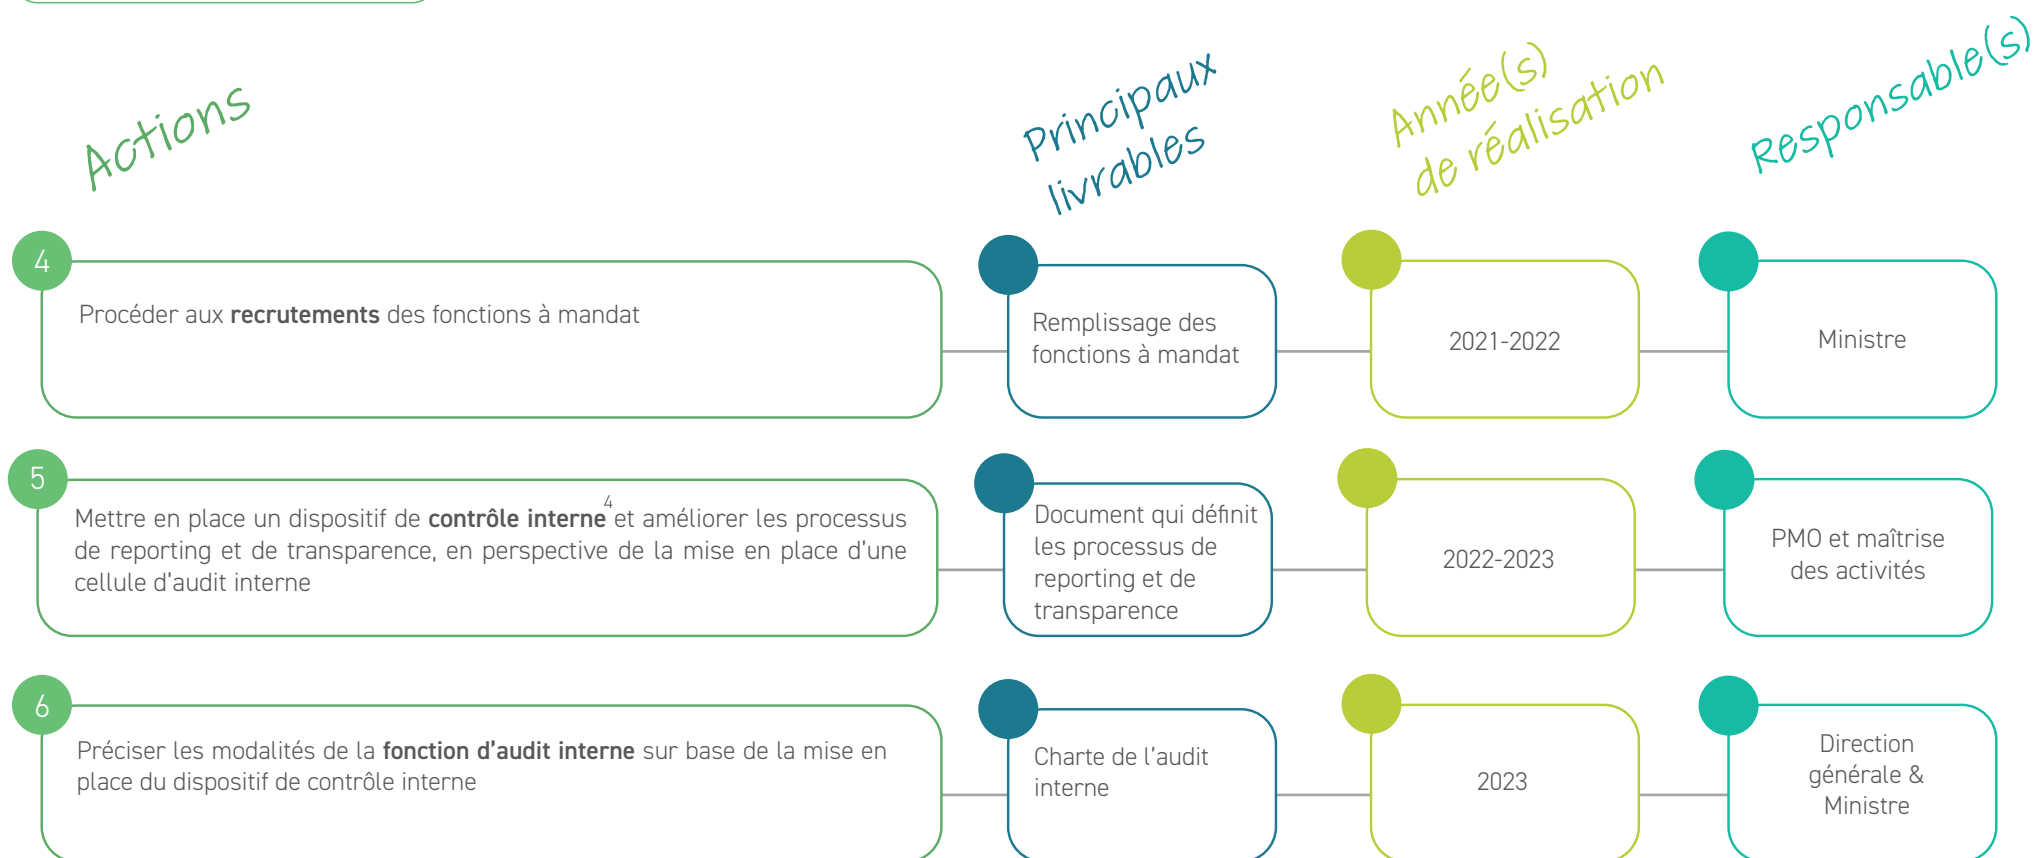 Actions
Principaux
livrables
Année(s)
de réalisation
Responsable(s)
4
Procéder aux recrutements des fonctions à mandat
Remplissage des
fonctions à mandat
2021-2022
Ministre
5
Mettre en place un dispositif de contrôle interne4 et améliorer les processus
de reporting et de transparence, en perspective de la mise en place d’une
cellule d’audit interne
Document qui définit
les processus de
reporting et de
transparence
2022-2023
PMO et maîtrise
des activités
6
Préciser les modalités de la fonction d’audit interne sur base de la mise en
place du dispositif de contrôle interne
Charte de l’audit
interne
2023
Direction
générale &
Ministre